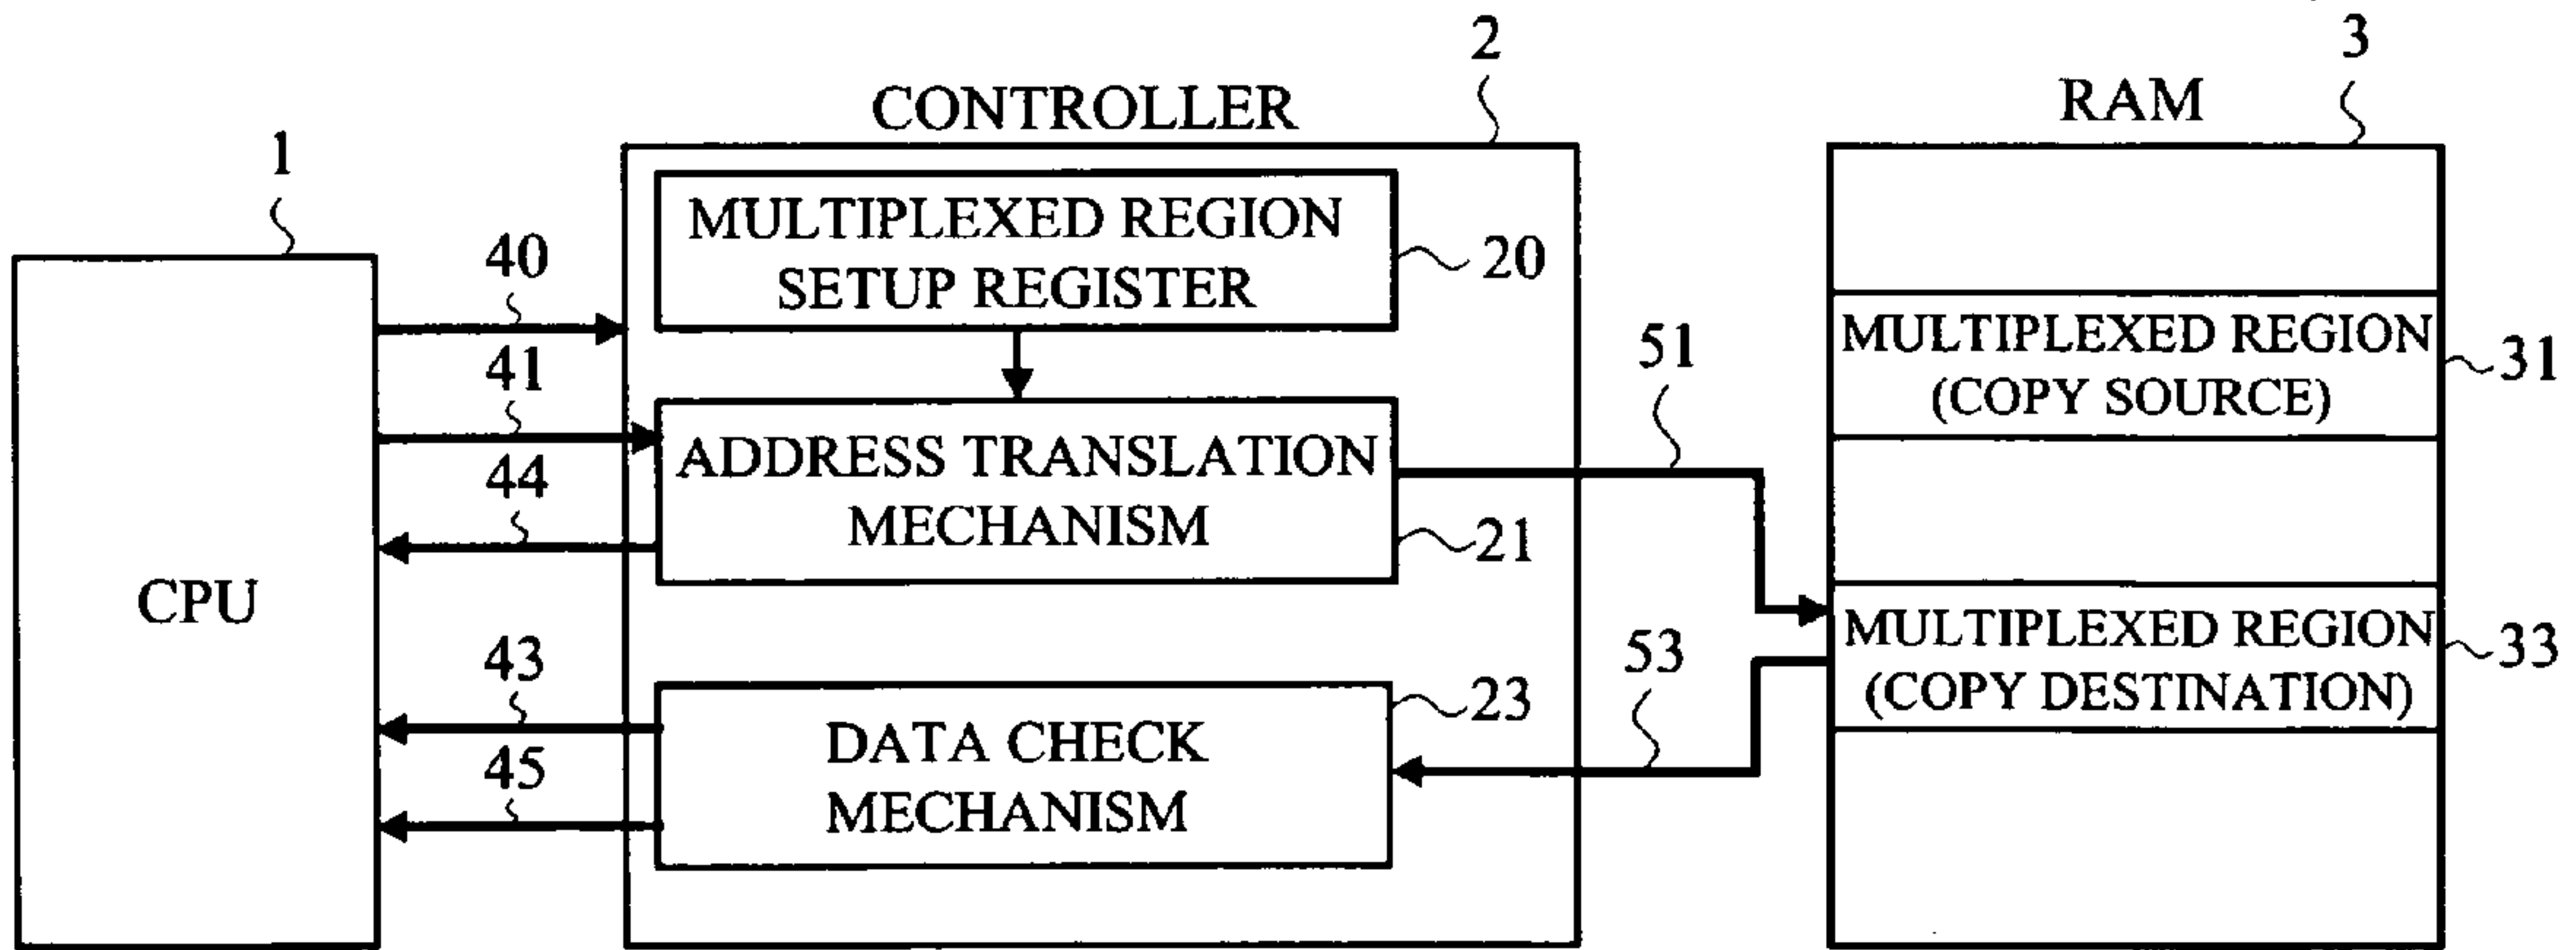 2
3
CONTROLLER
RAM
1
MULTIPLEXED REGION
SETUP REGISTER
20
40
41
44
ADDRESS TRANSLATION
MECHANISM
21
51
MULTIPLEXED REGION
(COPY SOURCE)
31
CPU
43
45
DATA CHECK
MECHANISM
23
53
MULTIPLEXED REGION
(COPY DESTINATION)
33